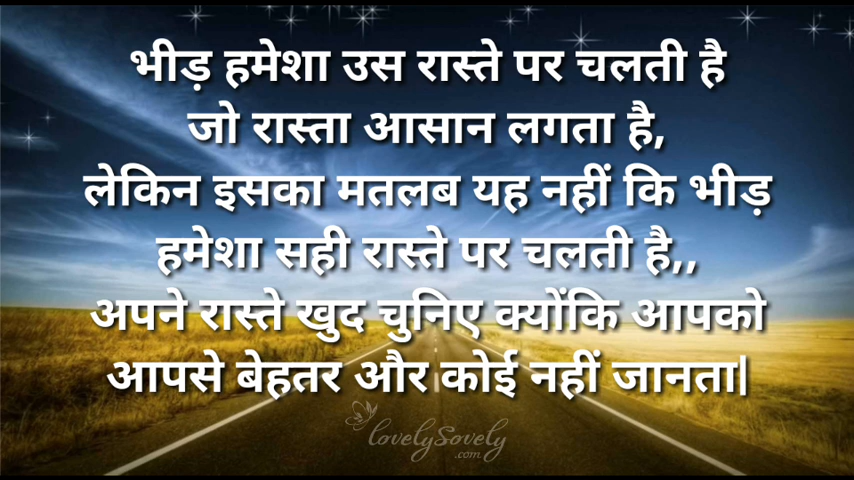 भीड़ हमेशा उस रास्ते पर चलती है
जो रास्ता आसान लगता है,
लेकिन इसका मतलब यह नहीं कि भीड़
हमेशा सही रास्ते पर चलती है,,
अपने रास्ते खुद चुनिए क्योंकि आपको
आपसे बेहतर और कोई नहीं जानता|
lovelySovely
.com